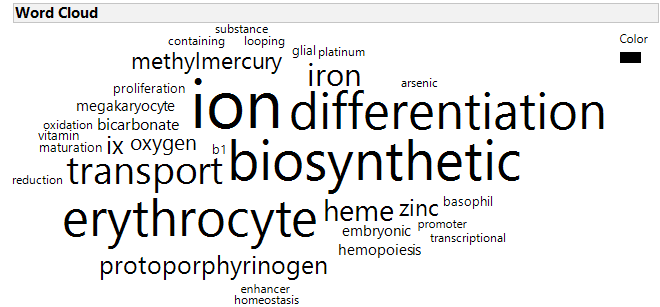 Word Cloud
substance
Color
containing looping
glial platinum
methylmercury
iron
arsenic
proliferation
ion differentiation
megakaryocyte
oxidation bicarbonate
vitamin
ix oxygen b1
maturation
transport biosynthetic
reduction
erythrocyte heme zinc basophil
embryonic promoter
transcriptional
hemopoiesis
protoporphyrinogen
enhancer
homeostasis